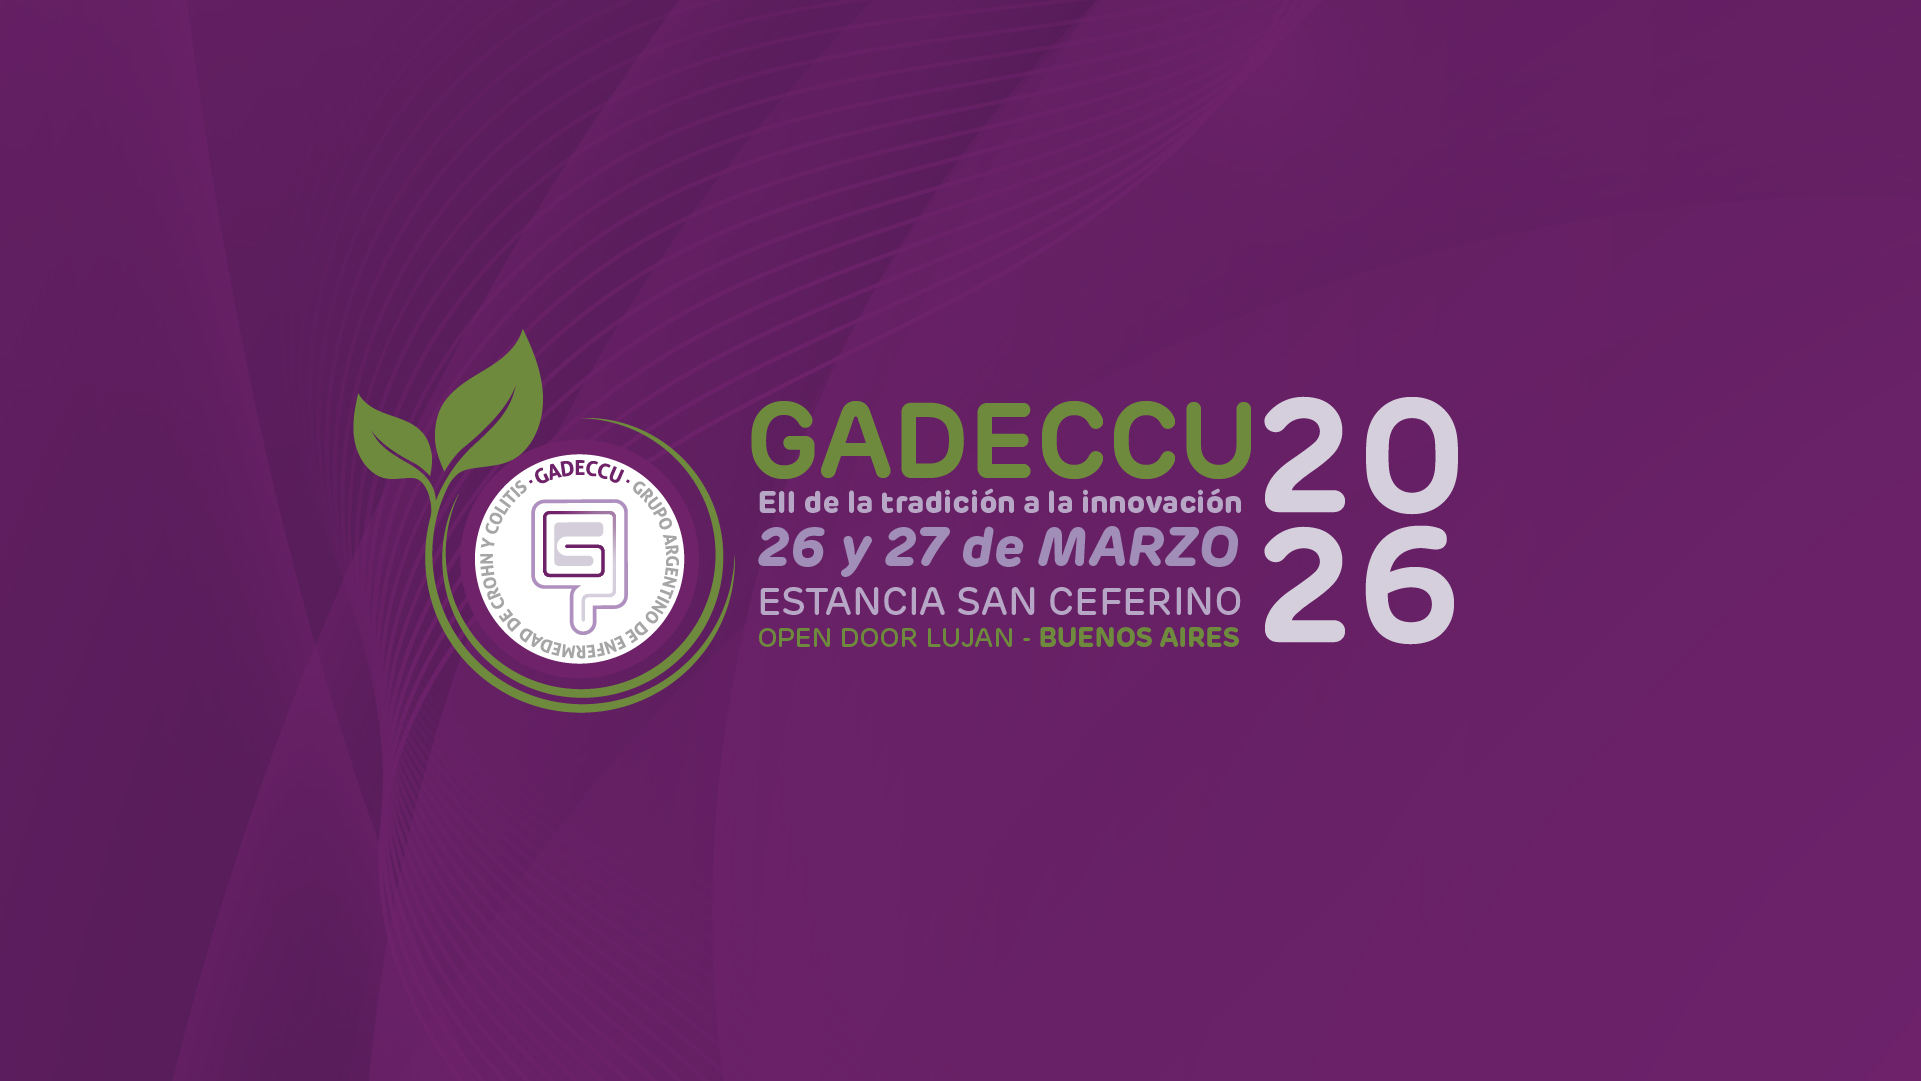 · GADECCU · GRUPO ARGENTINO DE ENFERMEDAD DE CROHN Y COLITIS
GADECCU
EII de la tradición a la innovación
26 y 27 de MARZO
ESTANCIA SAN CEFERINO
OPEN DOOR LUJAN - BUENOS AIRES
20
26